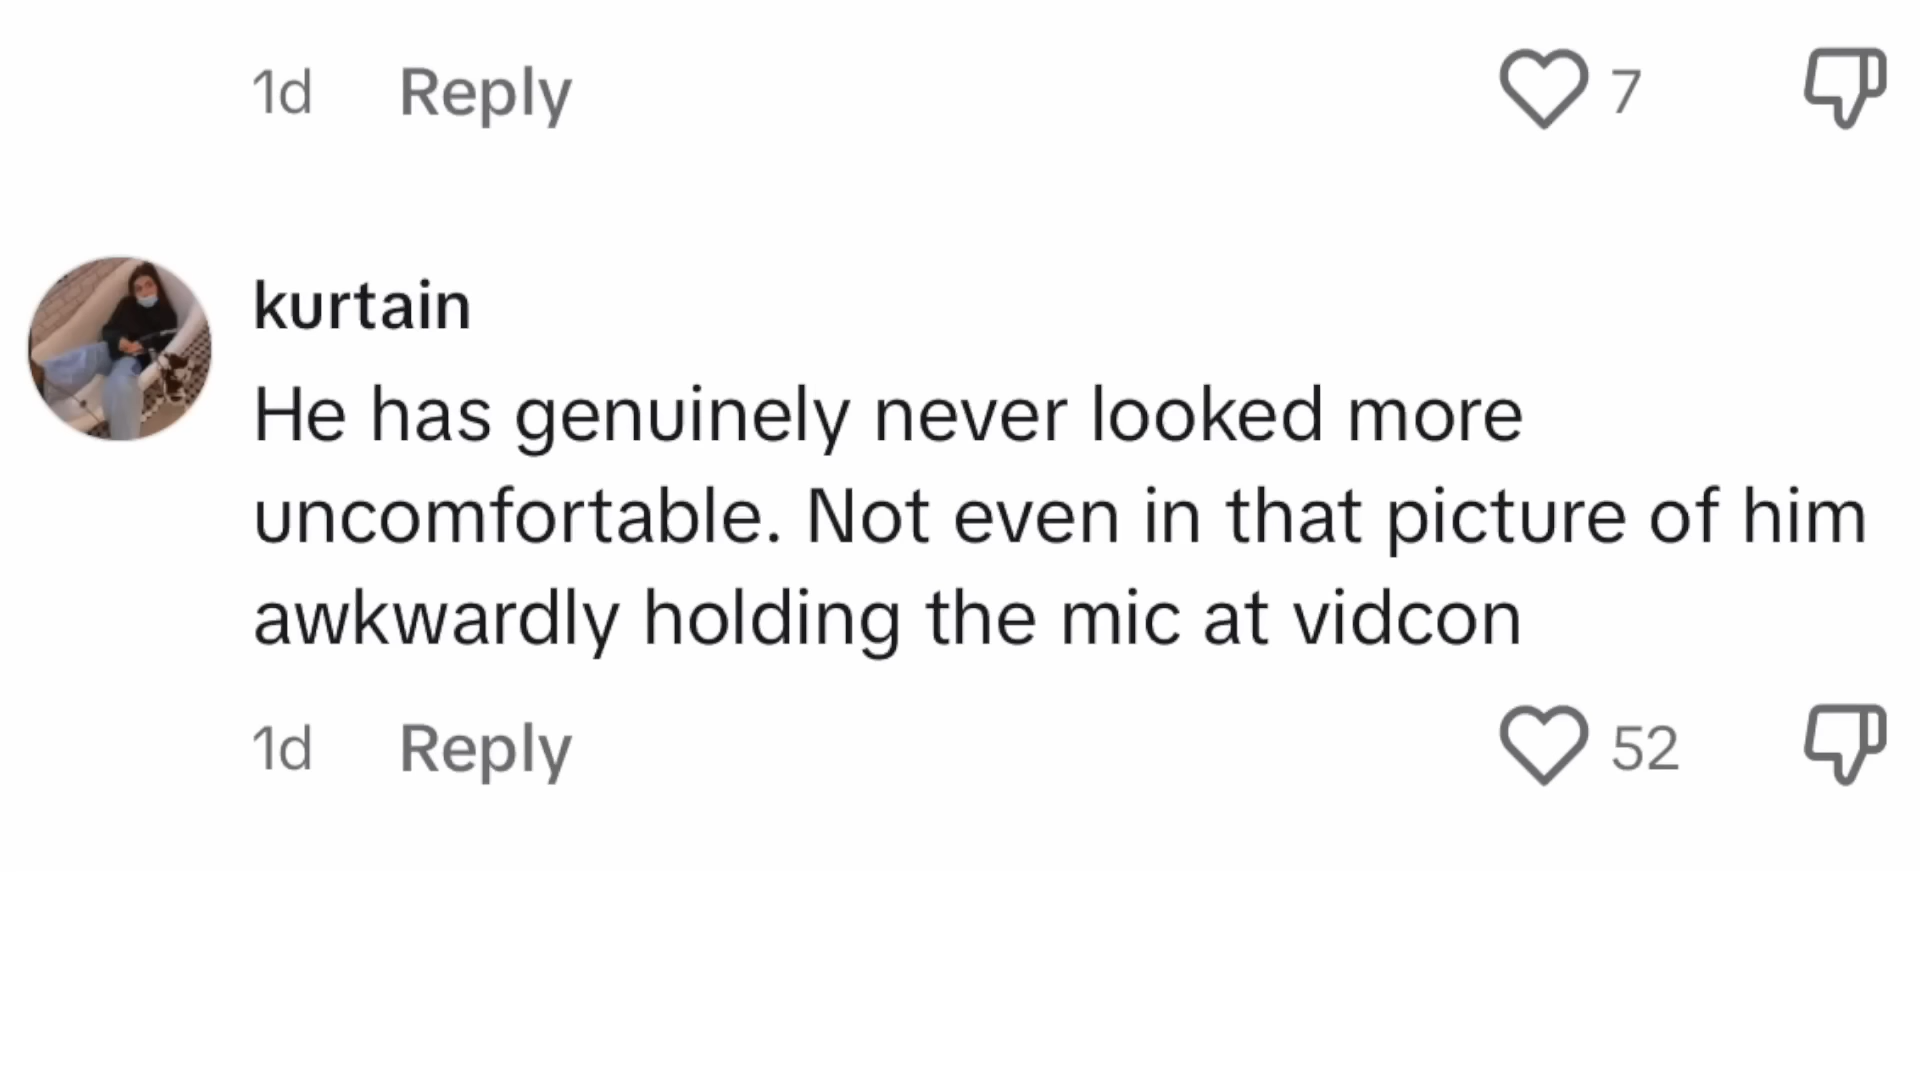 1d Reply 7
kurtain
He has genuinely never looked more
uncomfortable. Not even in that picture of him
awkwardly holding the mic at vidcon
1d Reply 52